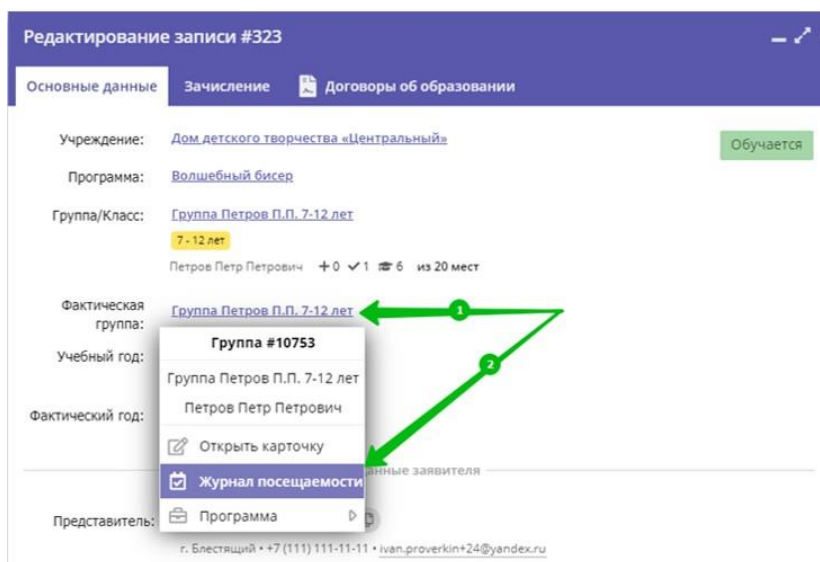 Редактирование записи #323
Основные данные Зачисление Договоры об образовании
Учреждение: Дом детского творчества «Центральный» Обучается
Программа: Волшебный бисер
Группа/Класс: Группа Петров П.П. 7-12 лет
7 - 12 лет
Петров Петр Петрович +0 ✓1 6 из 20 мест
Фактическая группа: Группа Петров П.П. 7-12 лет 1
Группа #10753
Учебный год:
2
Группа Петров П.П. 7-12 лет
Петров Петр Петрович
Фактический год:
Открыть карточку
Журнал посещаемости
заявителя
Программа
Представитель:
г. Блестящий • +7 (111) 111-11-11 • ivan.proverkin+24@yandex.ru